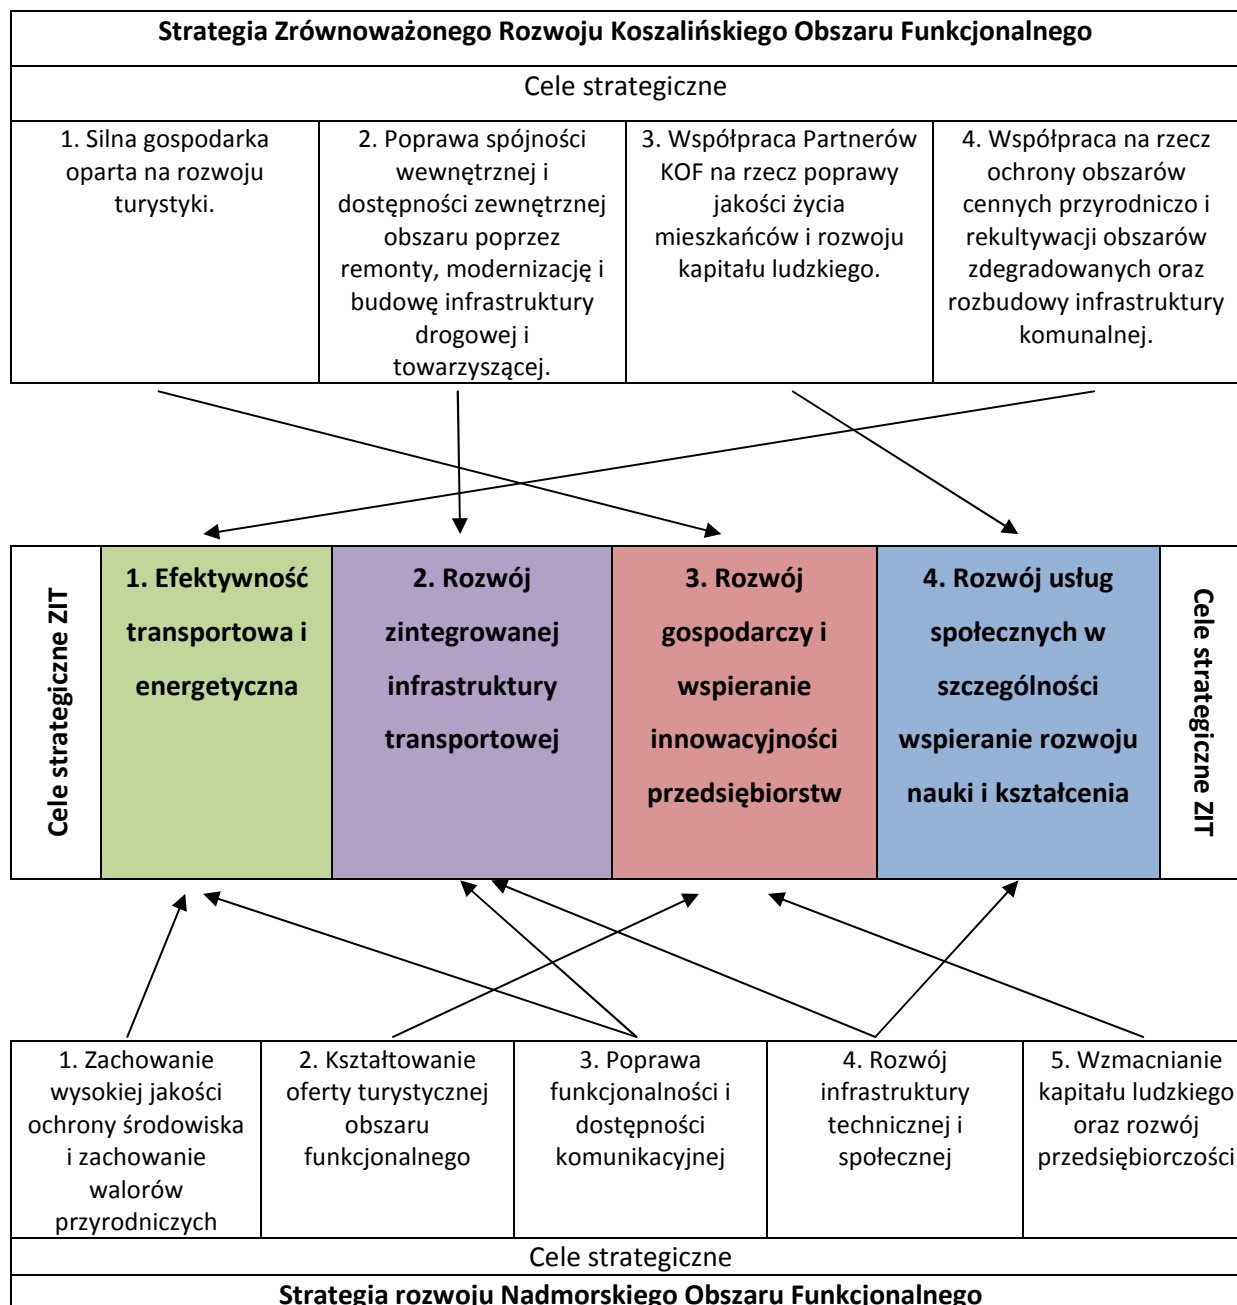 Strategia Zrównoważonego Rozwoju Koszalińskiego Obszaru Funkcjonalnego
Cele strategiczne
1. Silna gospodarka
oparta na rozwoju
turystyki.
2. Poprawa spójności
wewnętrznej i
dostępności zewnętrznej
obszaru poprzez
remonty, modernizację i
budowę infrastruktury
drogowej i
towarzyszącej.
3. Współpraca Partnerów
KOF na rzecz poprawy
jakości życia
mieszkańców i rozwoju
kapitału ludzkiego.
4. Współpraca na rzecz
ochrony obszarów
cennych przyrodniczo i
rekultywacji obszarów
zdegradowanych oraz
rozbudowy infrastruktury
komunalnej.
Cele strategiczne ZIT
1. Efektywność
transportowa i
energetyczna
2. Rozwój
zintegrowanej
infrastruktury
transportowej
3. Rozwój
gospodarczy i
wspieranie
innowacyjności
przedsiębiorstw
4. Rozwój usług
społecznych w
szczególności
wspieranie rozwoju
nauki i kształcenia
Cele strategiczne ZIT
1. Zachowanie
wysokiej jakości
ochrony środowiska
i zachowanie
walorów
przyrodniczych
2. Kształtowanie
oferty turystycznej
obszaru
funkcjonalnego
3. Poprawa
funkcjonalności i
dostępności
komunikacyjnej
4. Rozwój
infrastruktury
technicznej i
społecznej
5. Wzmacnianie
kapitału ludzkiego
oraz rozwój
przedsiębiorczości
Cele strategiczne
Strategia rozwoju Nadmorskiego Obszaru Funkcjonalnego